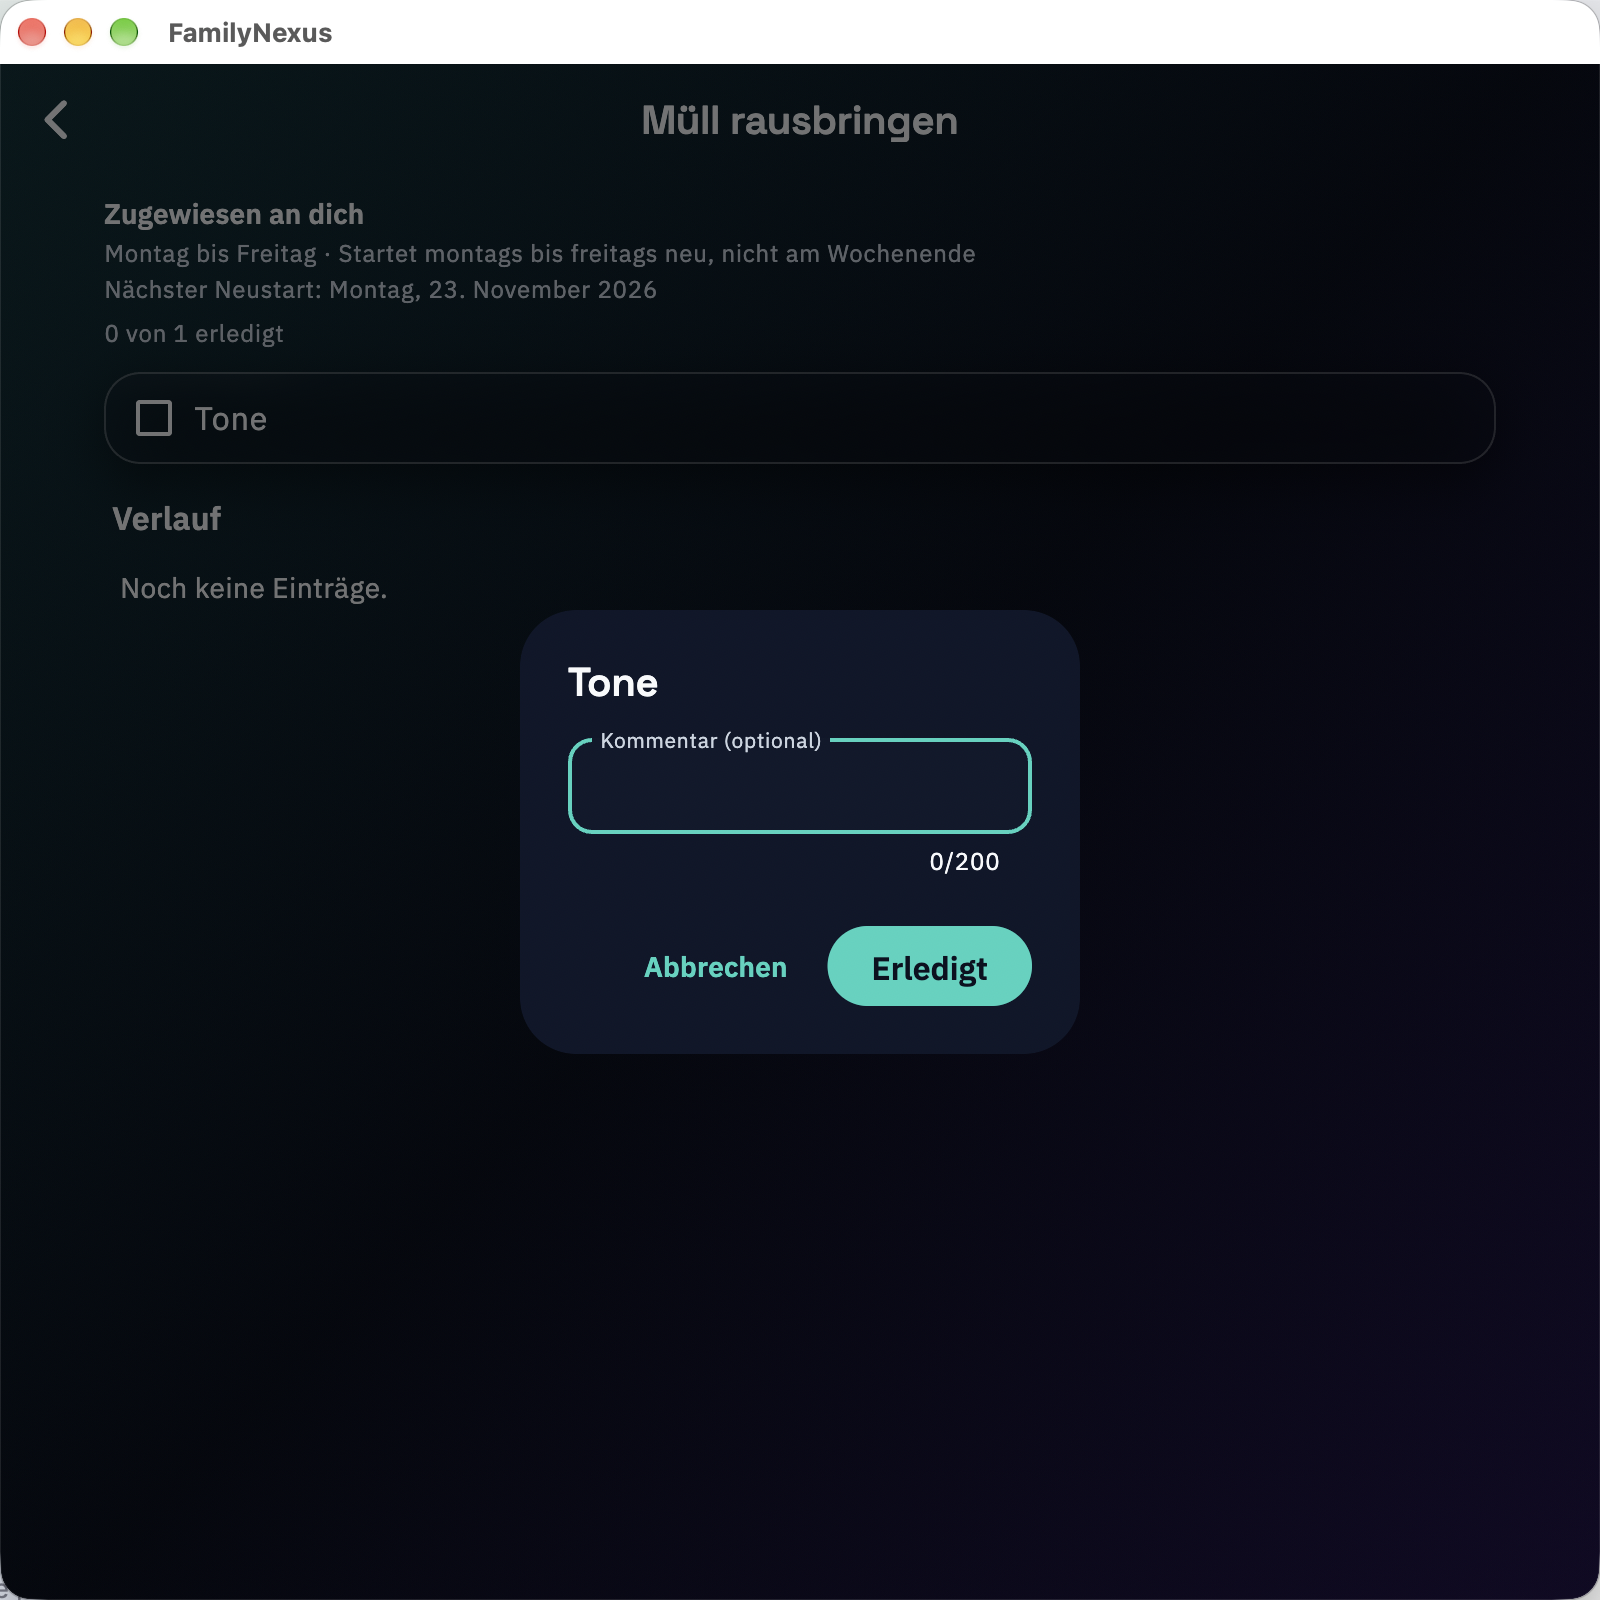 FamilyNexus
Müll rausbringen
Zugewiesen an dich
Montag bis Freitag · Startet montags bis freitags neu, nicht am Wochenende
Nächster Neustart: Montag, 23. November 2026
0 von 1 erledigt
Tone
Verlauf
Noch keine Einträge.
Tone
Kommentar (optional)
0/200
Abbrechen
Erledigt